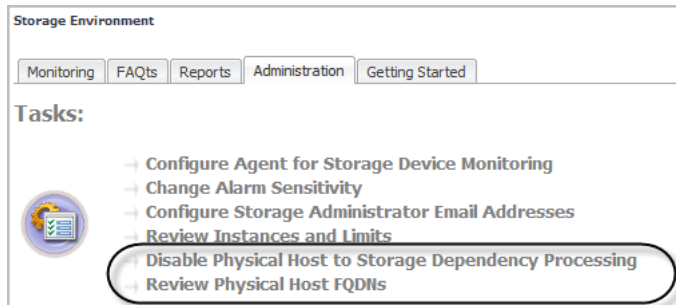 Storage Environment
Monitoring FAQts Reports Administration Getting Started
Tasks:
Configure Agent for Storage Device Monitoring
Change Alarm Sensitivity
Configure Storage Administrator Email Addresses
Review Instances and Limits
Disable Physical Host to Storage Dependency Processing
Review Physical Host FQDNs